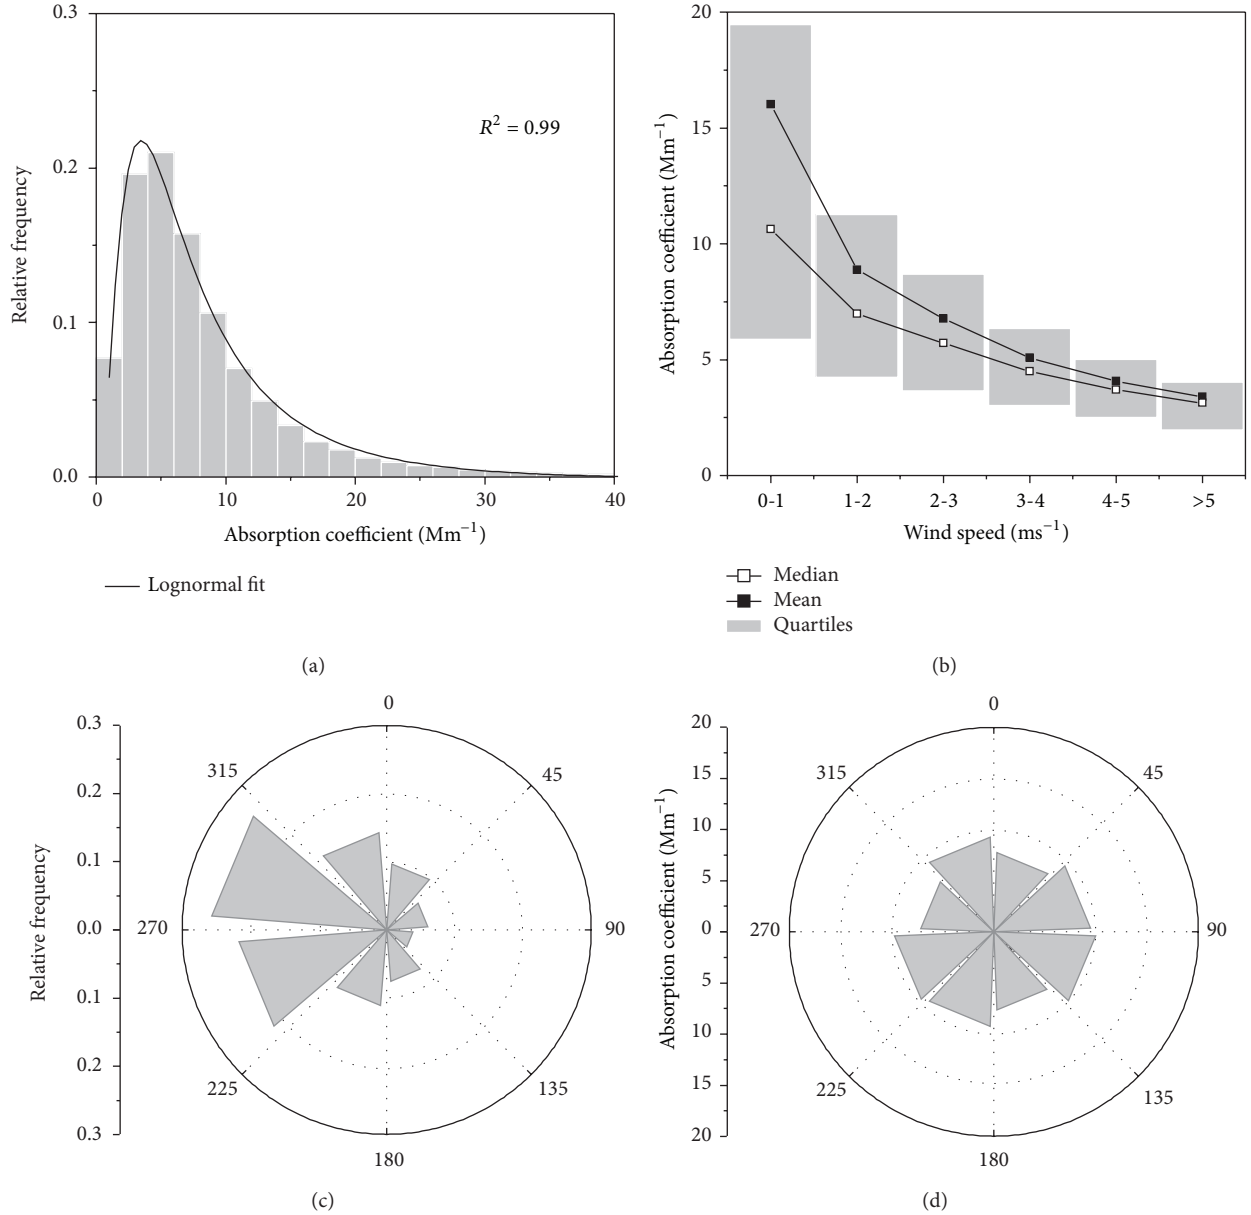 0.3
0.2
0.1
0.0
Relative frequency
R² = 0.99
0 10 20 30 40
Absorption coefficient (Mm⁻¹)
Lognormal fit
(a)
20
15
10
5
0
Absorption coefficient (Mm⁻¹)
0-1 1-2 2-3 3-4 4-5 >5
Wind speed (ms⁻¹)
Median
Mean
Quartiles
(b)
0.3
0.2
0.1
0.0
0.1
0.2
0.3
Relative frequency
0
45
90
135
180
225
270
315
(c)
20
15
10
5
0
5
10
15
20
Absorption coefficient (Mm⁻¹)
0
45
90
135
180
225
270
315
(d)